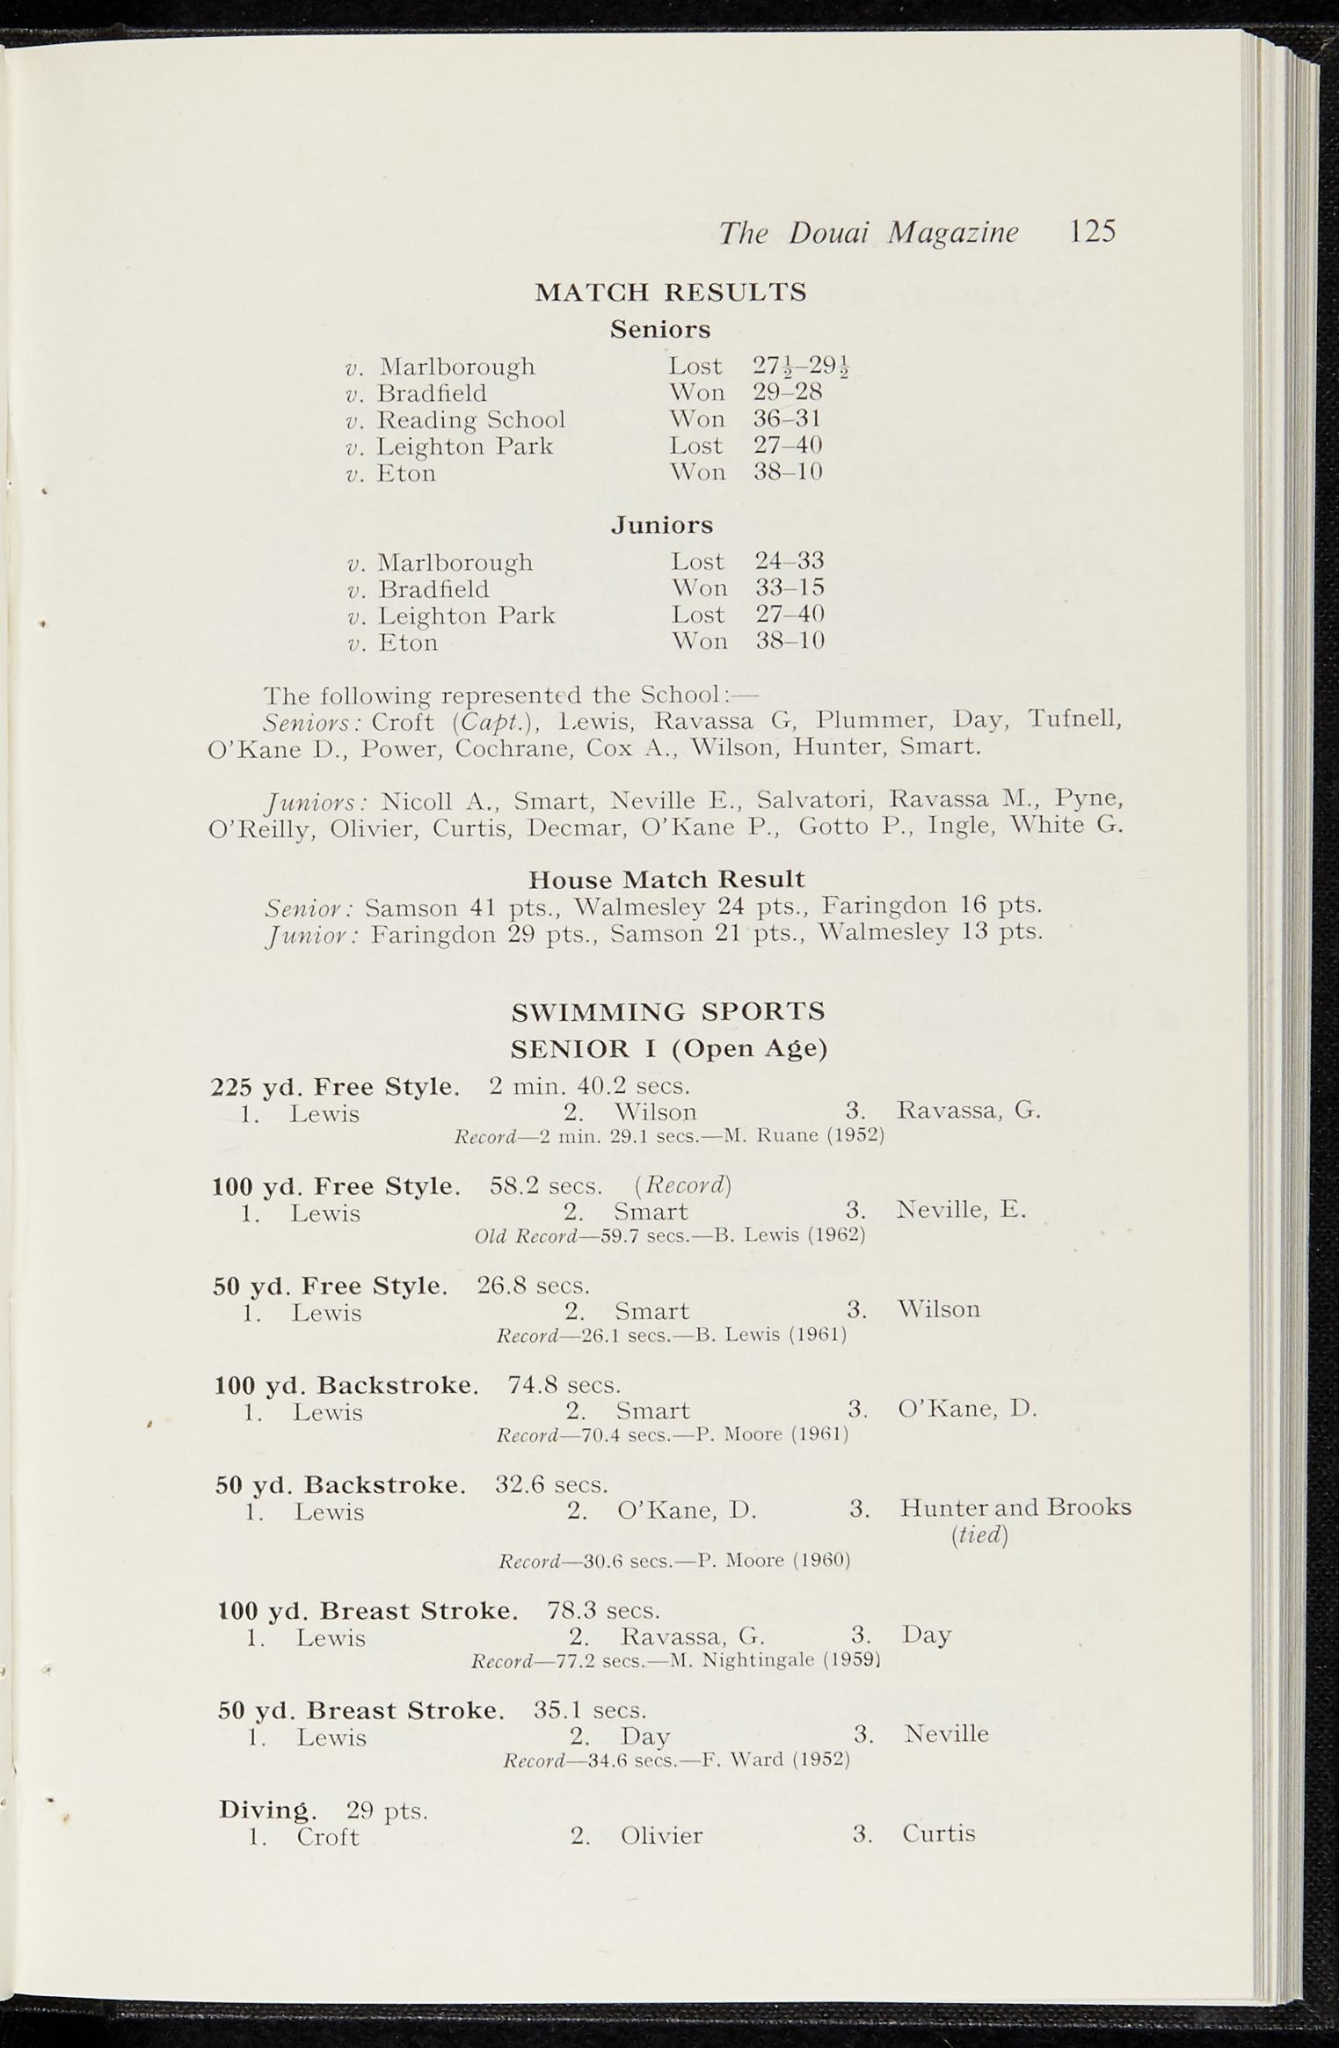 The Douai Magazine 125
MATCH RESULTS
Seniors
v. Marlborough Lost 27½–29½
v. Bradfield Won 29–28
v. Reading School Won 36–31
v. Leighton Park Lost 27–40
v. Eton Won 38–10
Juniors
v. Marlborough Lost 24–33
v. Bradfield Won 33–15
v. Leighton Park Lost 27–40
v. Eton Won 38–10
The following represented the School:—
Seniors: Croft (Capt.), Lewis, Ravassa G, Plummer, Day, Tufnell,
O'Kane D., Power, Cochrane, Cox A., Wilson, Hunter, Smart.
Juniors: Nicoll A., Smart, Neville E., Salvatori, Ravassa M., Pyne,
O'Reilly, Olivier, Curtis, Decmar, O'Kane P., Gotto P., Ingle, White G.
House Match Result
Senior: Samson 41 pts., Walmesley 24 pts., Faringdon 16 pts.
Junior: Faringdon 29 pts., Samson 21 pts., Walmesley 13 pts.
SWIMMING SPORTS
SENIOR I (Open Age)
225 yd. Free Style. 2 min. 40.2 secs.
1. Lewis 2. Wilson 3. Ravassa, G.
Record—2 min. 29.1 secs.—M. Ruane (1952)
100 yd. Free Style. 58.2 secs. (Record)
1. Lewis 2. Smart 3. Neville, E.
Old Record—59.7 secs.—B. Lewis (1962)
50 yd. Free Style. 26.8 secs.
1. Lewis 2. Smart 3. Wilson
Record—26.1 secs.—B. Lewis (1961)
100 yd. Backstroke. 74.8 secs.
1. Lewis 2. Smart 3. O'Kane, D.
Record—70.4 secs.—P. Moore (1961)
50 yd. Backstroke. 32.6 secs.
1. Lewis 2. O'Kane, D. 3. Hunter and Brooks
(tied)
Record—30.6 secs.—P. Moore (1960)
100 yd. Breast Stroke. 78.3 secs.
1. Lewis 2. Ravassa, G. 3. Day
Record—77.2 secs.—M. Nightingale (1959)
50 yd. Breast Stroke. 35.1 secs.
1. Lewis 2. Day 3. Neville
Record—34.6 secs.—F. Ward (1952)
Diving. 29 pts.
1. Croft 2. Olivier 3. Curtis